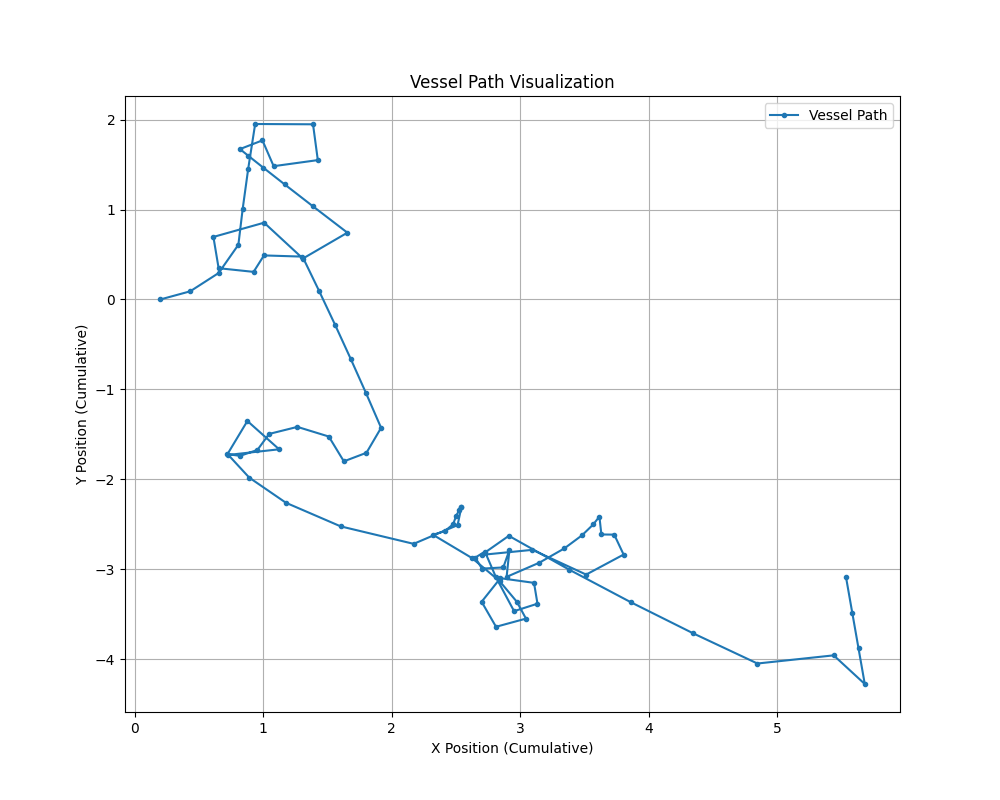 Vessel Path Visualization
Vessel Path
2
1
0
−1
−2
−3
−4
Y Position (Cumulative)
0 1 2 3 4 5
X Position (Cumulative)